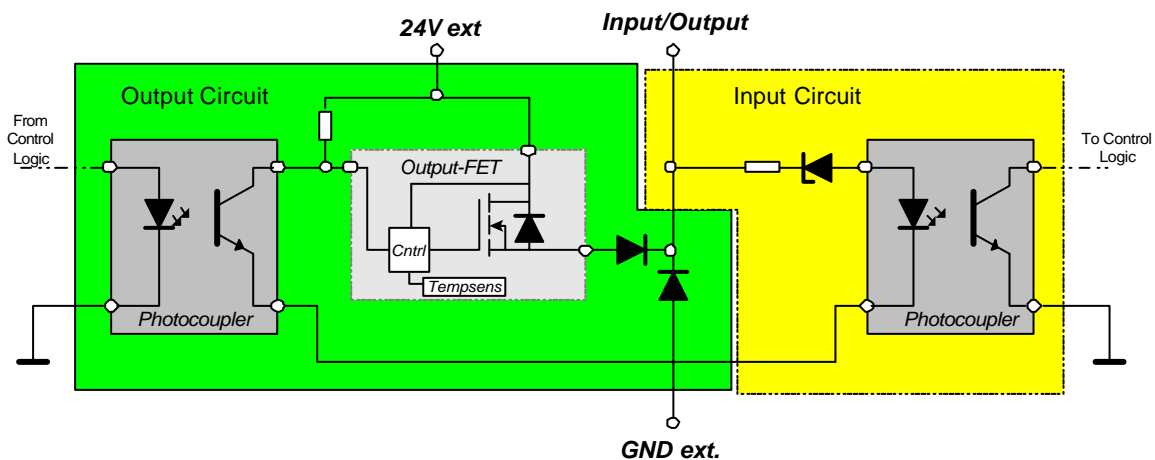 24V ext
Input/Output
Output Circuit
Input Circuit
From
Control
Logic
To Control
Logic
Output-FET
Cntrl
Tempsens
Photocoupler
Photocoupler
GND ext.